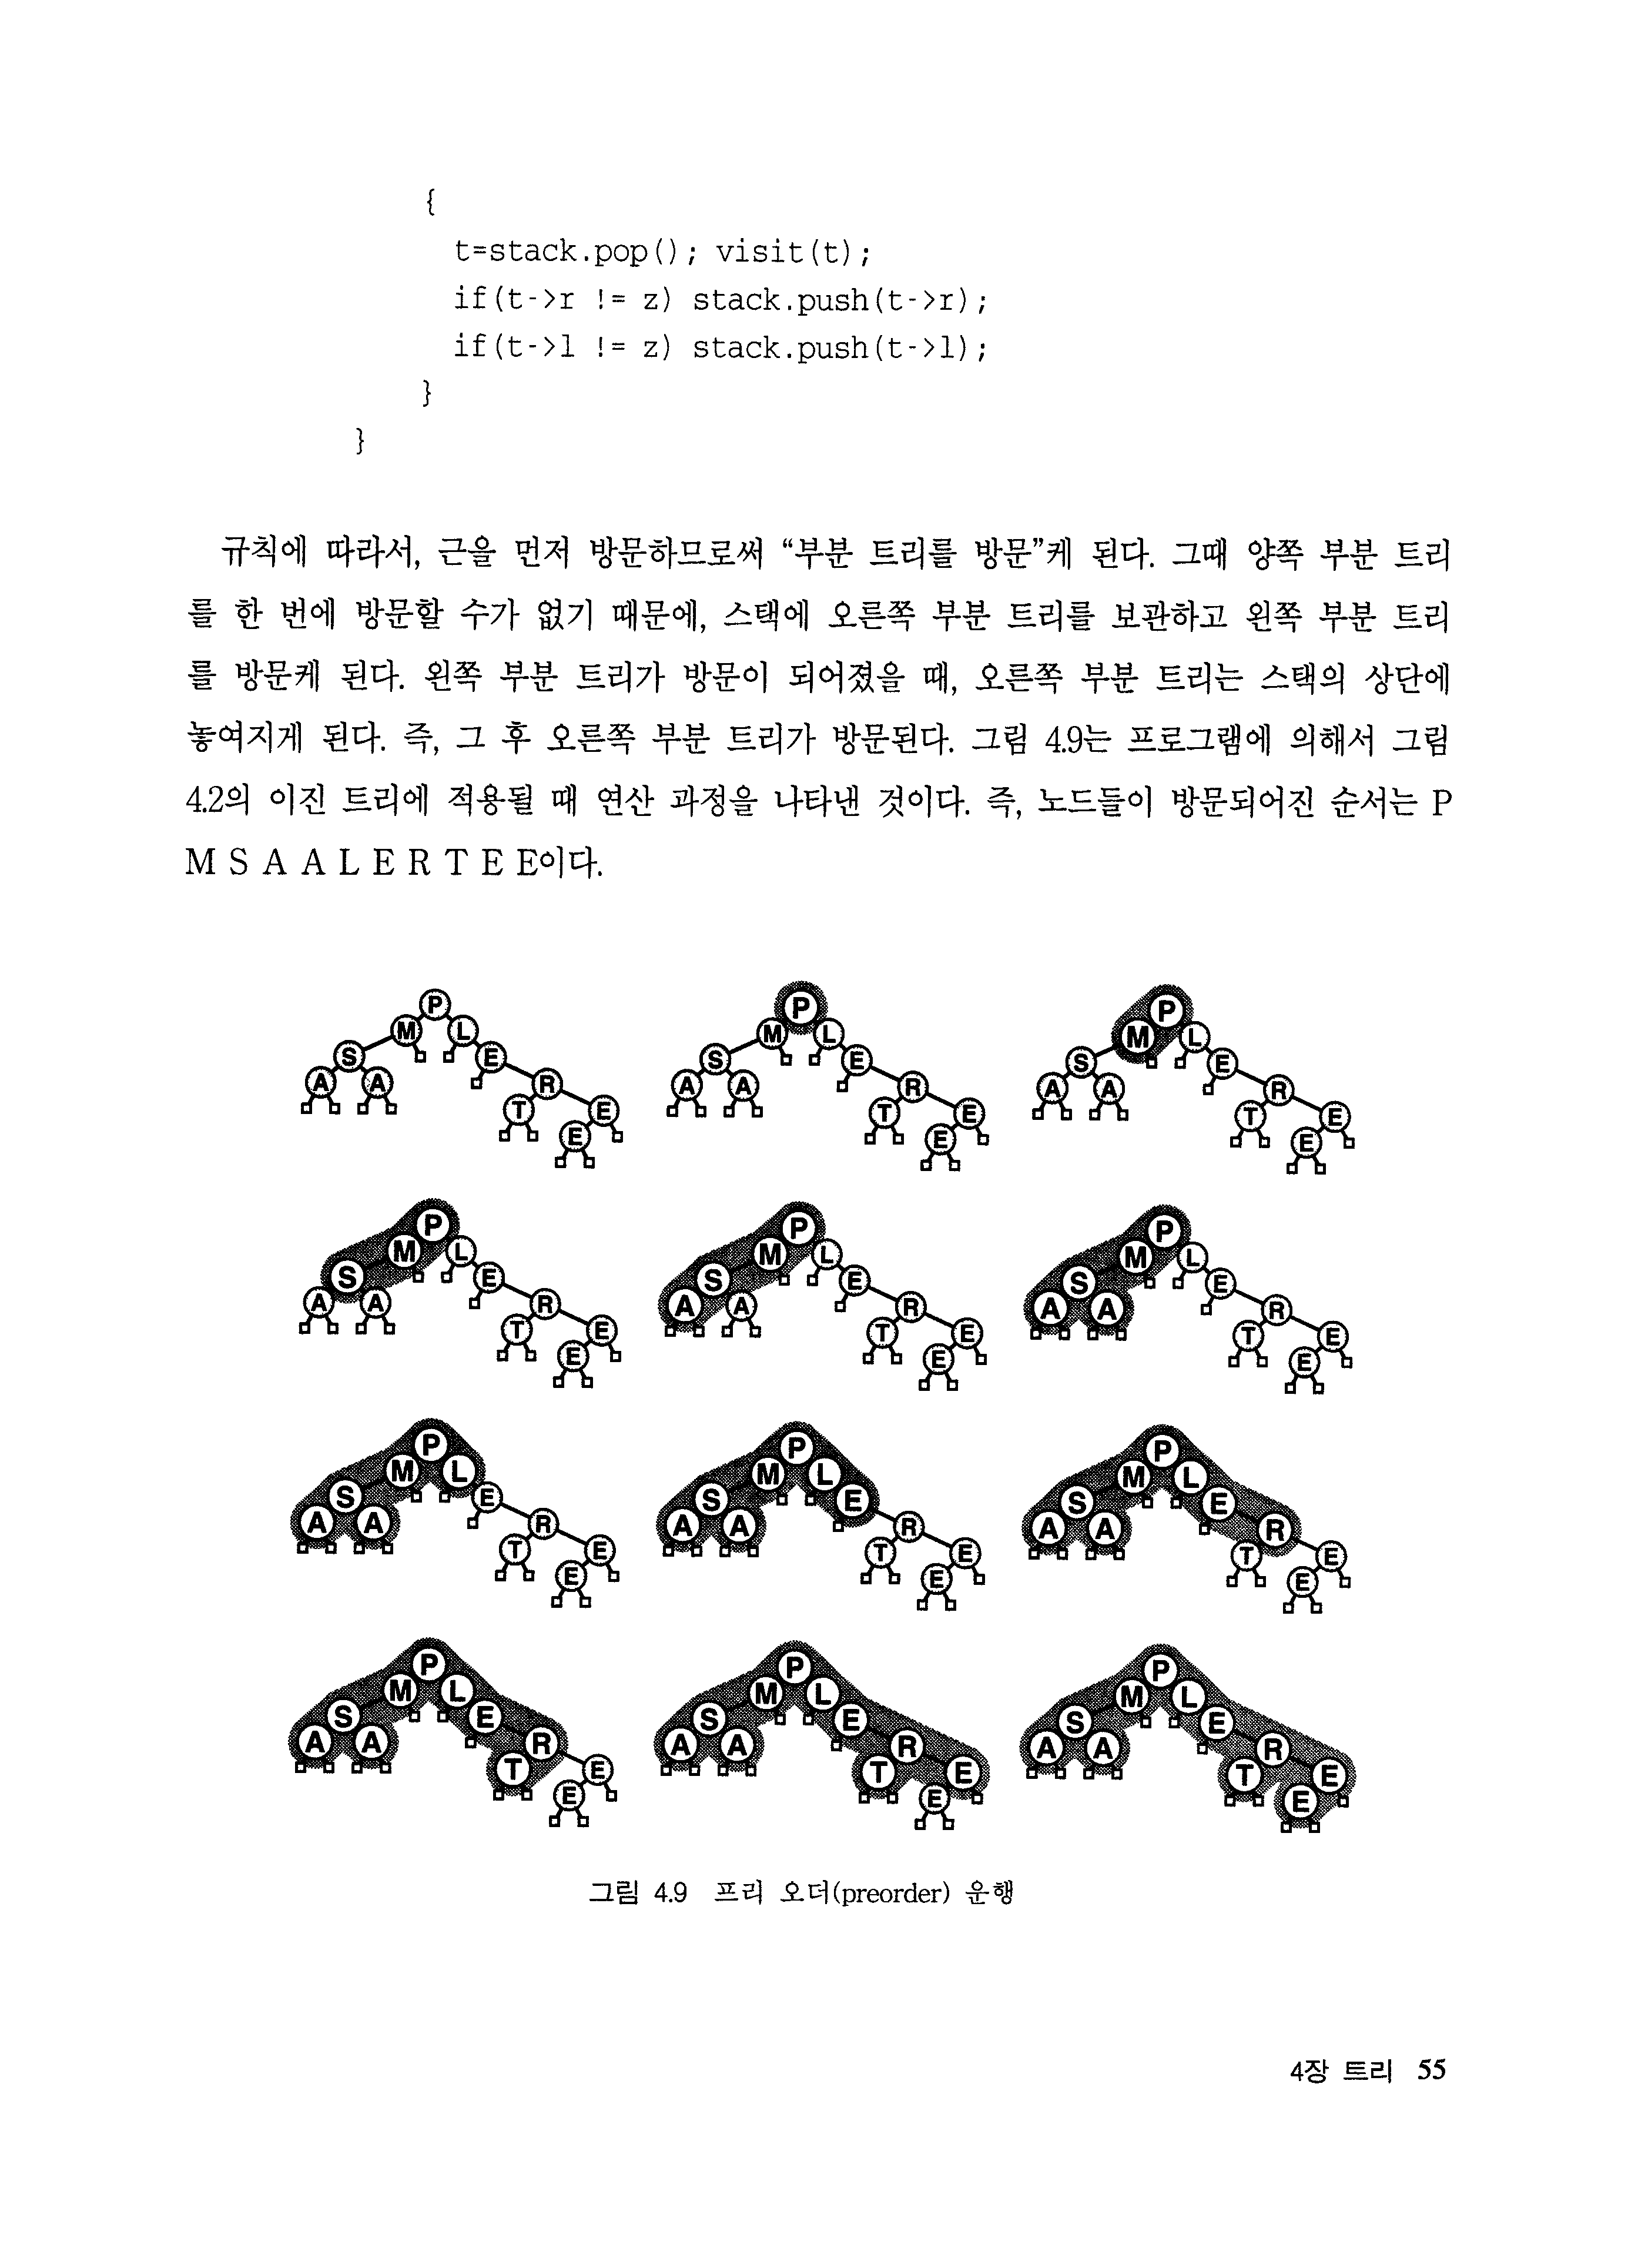 {
t=stack.pop(); visit(t);
if(t->r != z) stack.push(t->r);
if(t->l != z) stack.push(t->l);
}
}
규칙에 따라서, 근을 먼저 방문하므로써 “부분 트리를 방문”케 된다. 그때 양쪽 부분 트리
를 한 번에 방문할 수가 없기 때문에, 스택에 오른쪽 부분 트리를 보관하고 왼쪽 부분 트리
를 방문케 된다. 왼쪽 부분 트리가 방문이 되어졌을 때, 오른쪽 부분 트리는 스택의 상단에
놓여지게 된다. 즉, 그 후 오른쪽 부분 트리가 방문된다. 그림 4.9는 프로그램에 의해서 그림
4.2의 이진 트리에 적용될 때 연산 과정을 나타낸 것이다. 즉, 노드들이 방문되어진 순서는 P
M S A A L E R T E E이다.
P M L S E A A R T E E
P M L S E A A R T E E
P M L S E A A R T E E
P M L S E A A R T E E
P M L S E A A R T E E
P M L S E A A R T E E
P M L S E A A R T E E
P M L S E A A R T E E
P M L S E A A R T E E
P M L S E A A R T E E
P M L S E A A R T E E
P M L S E A A R T E E
그림 4.9 프리 오더(preorder) 운행
4장 트리 55